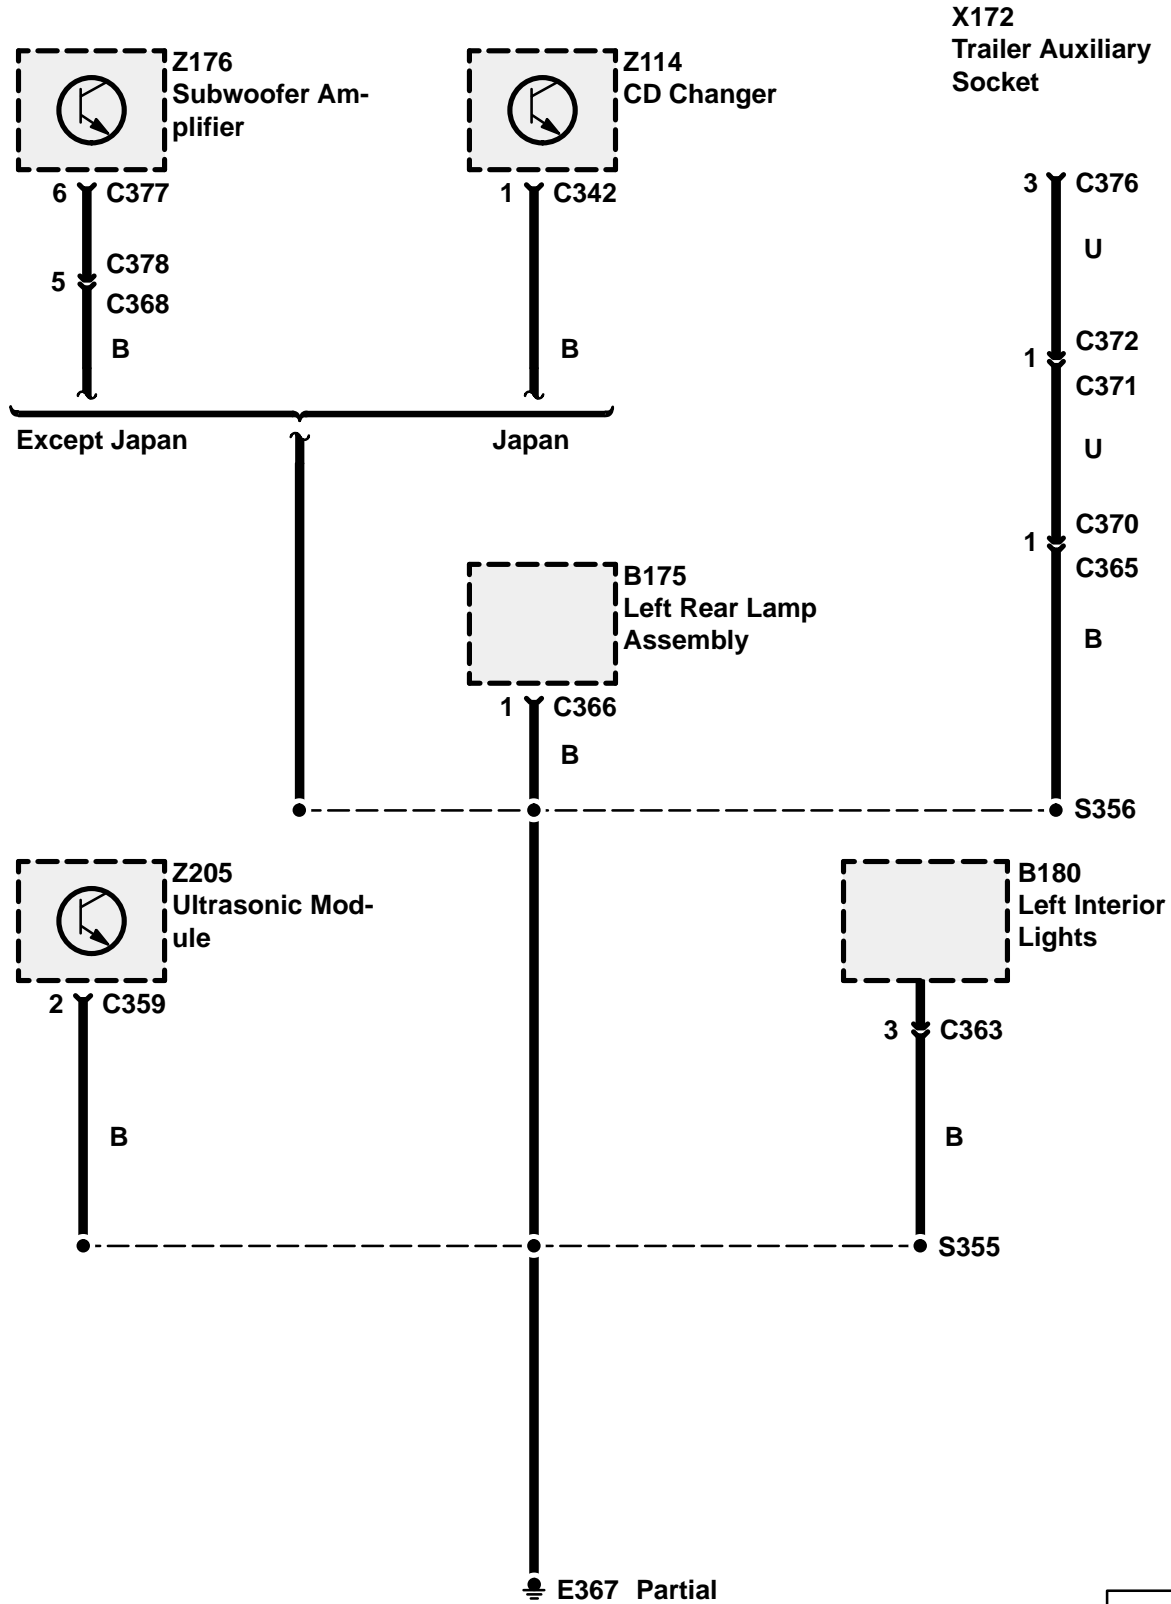 X172
Trailer Auxiliary
Socket
Z176
Subwoofer Am-
plifier
Z114
CD Changer
6 C377
1 C342
3 C376
U
C378
5
C368
B
B
C372
1
C371
Except Japan
Japan
U
C370
1
C365
B175
Left Rear Lamp
Assembly
B
1 C366
B
S356
Z205
Ultrasonic Mod-
ule
B180
Left Interior
Lights
2 C359
3 C363
B
B
S355
E367 Partial